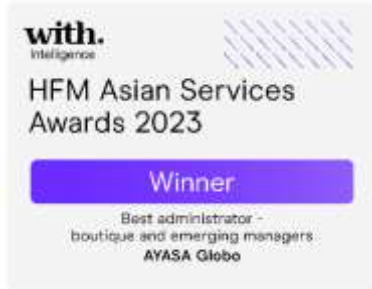 with.
Intelligence
HFM Asian Services
Awards 2023
Winner
Best administrator -
boutique and emerging managers
AYASA Globo